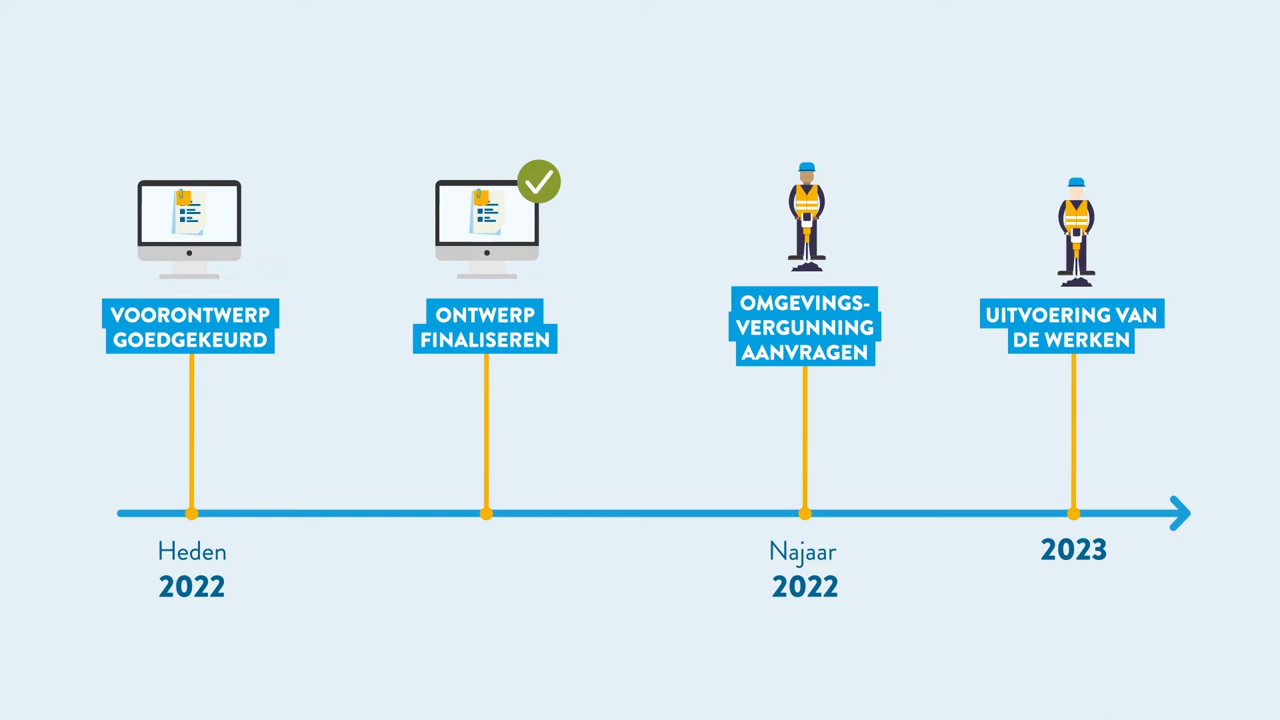 VOORONTWERP
GOEDGEKEURD
ONTWERP
FINALISEREN
OMGEVINGS-
VERGUNNING
AANVRAGEN
UITVOERING VAN
DE WERKEN
Heden
2022
Najaar
2022
2023